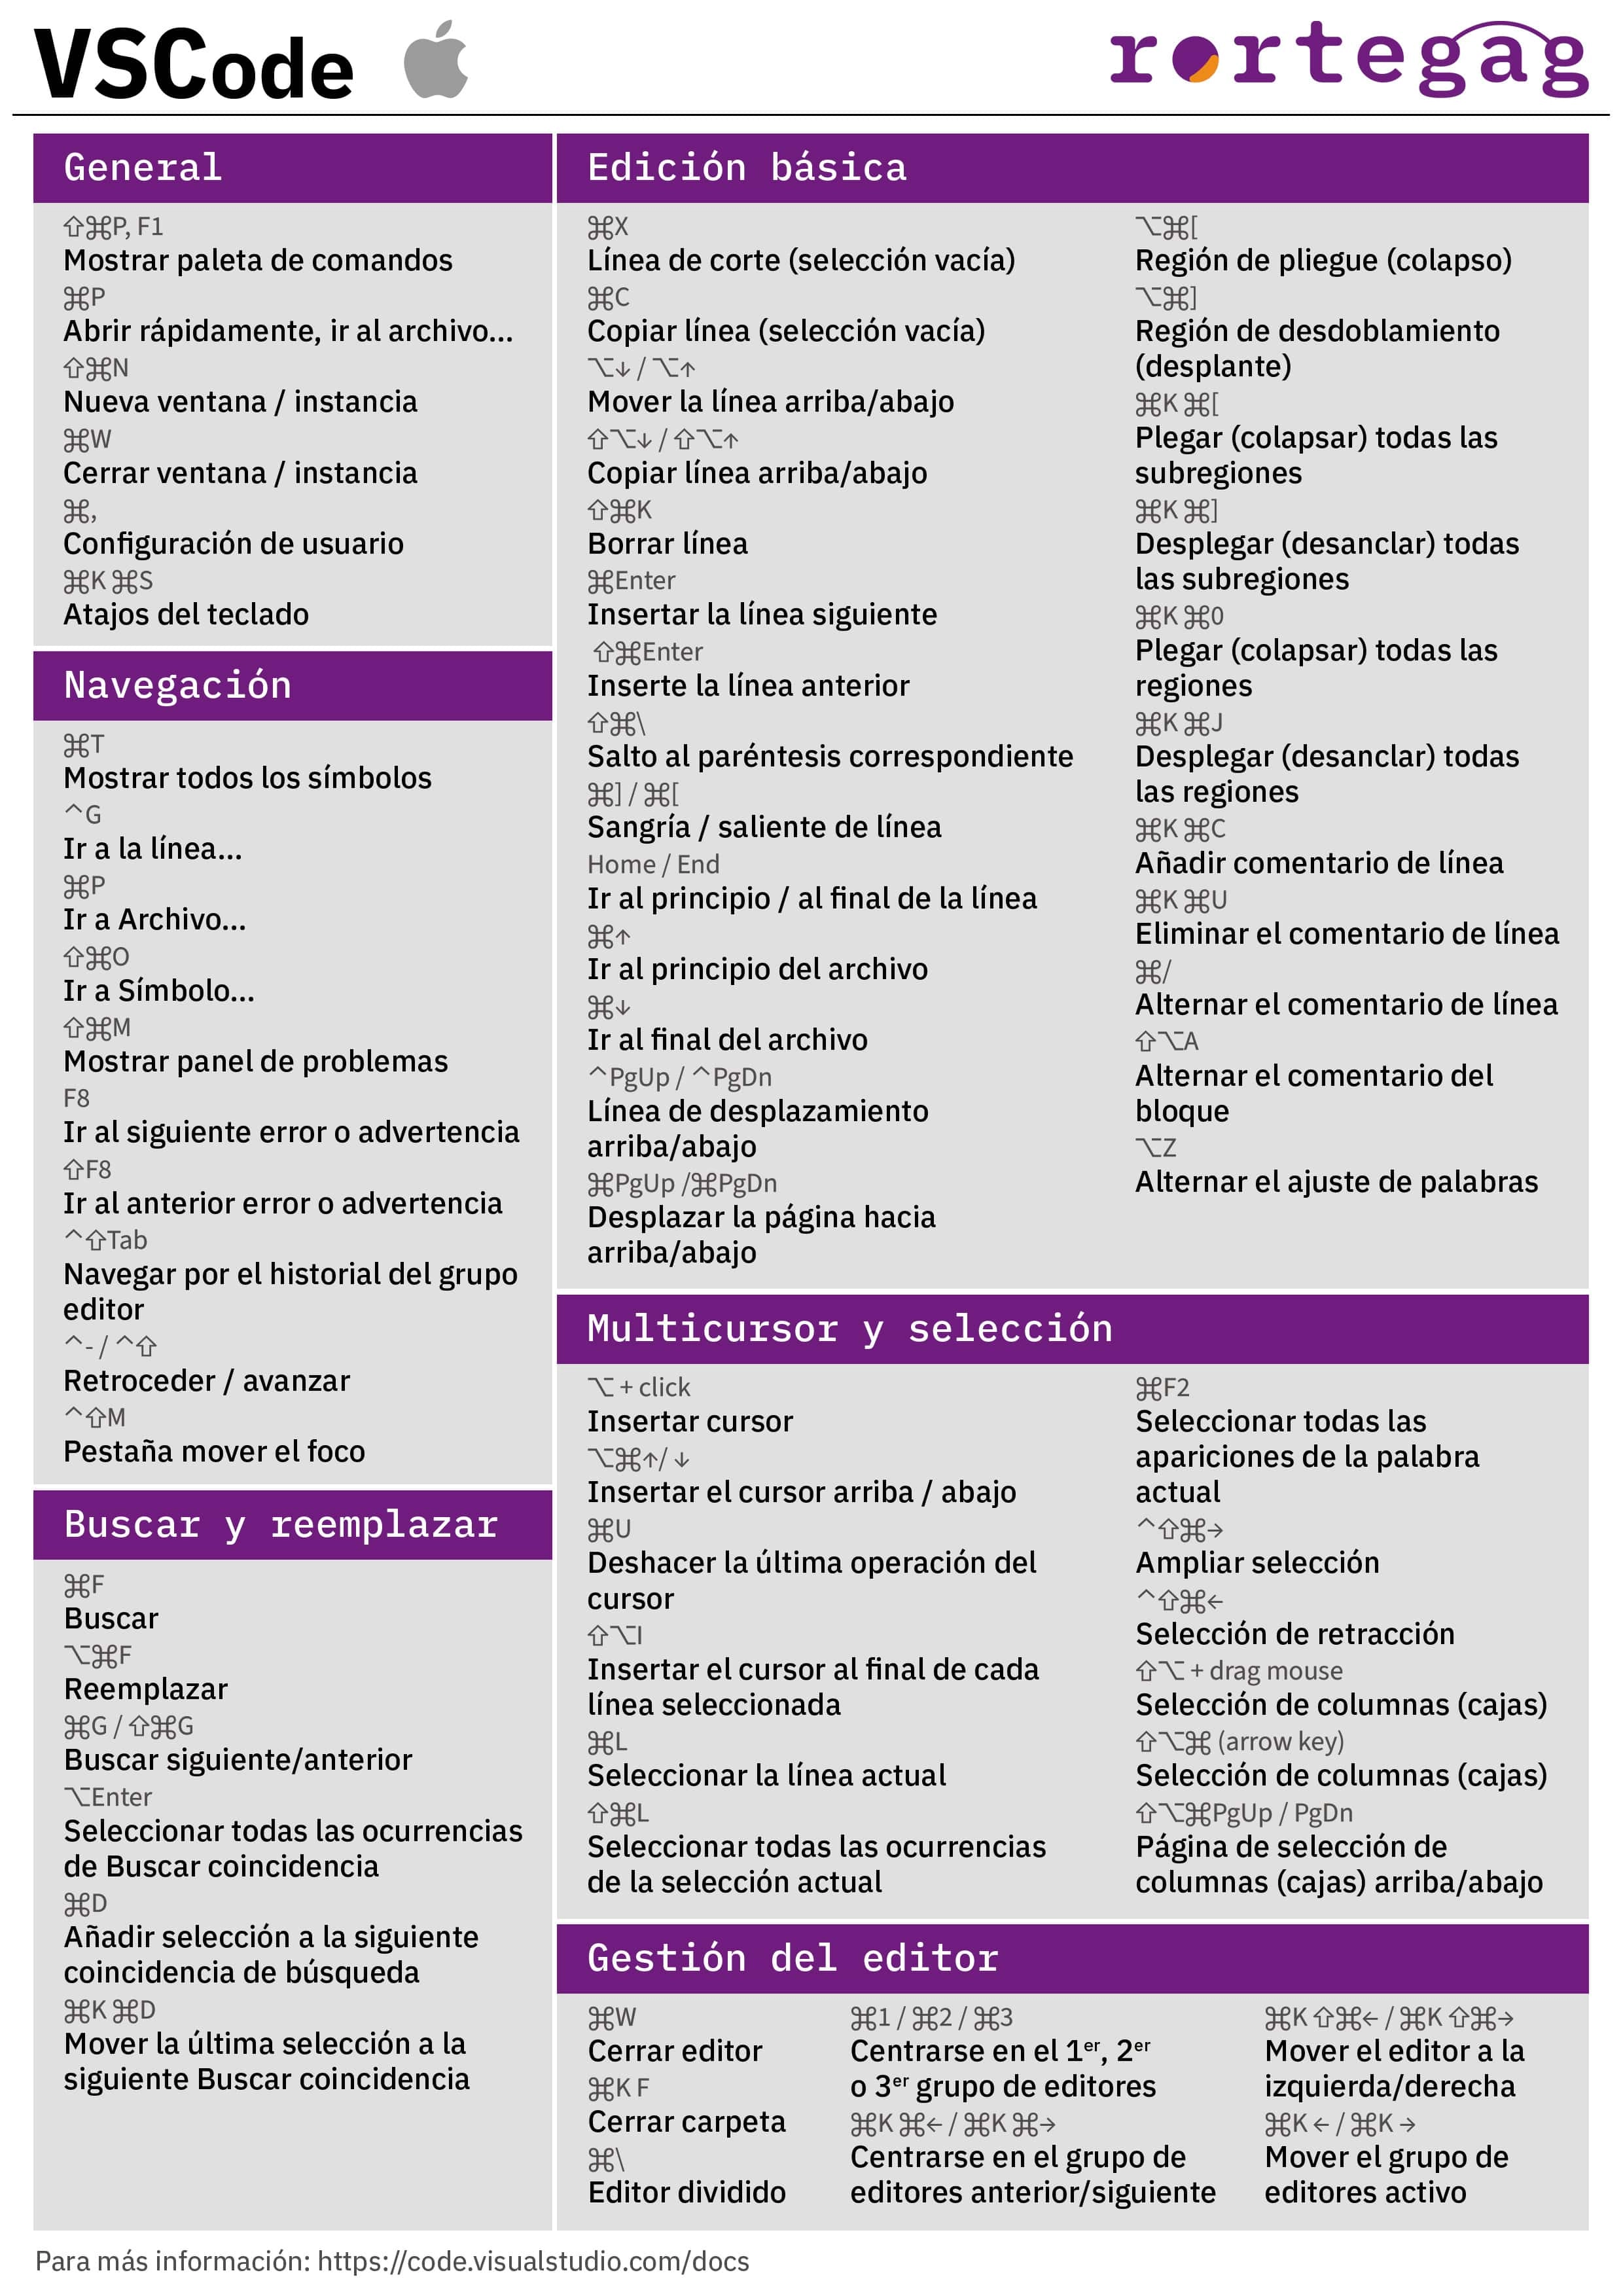 VSCode
rortegag
General
⇧⌘P, F1
Mostrar paleta de comandos
⌘P
Abrir rápidamente, ir al archivo...
⇧⌘N
Nueva ventana / instancia
⌘W
Cerrar ventana / instancia
⌘,
Configuración de usuario
⌘K ⌘S
Atajos del teclado
Navegación
⌘T
Mostrar todos los símbolos
^G
Ir a la línea...
⌘P
Ir a Archivo...
⇧⌘O
Ir a Símbolo...
⇧⌘M
Mostrar panel de problemas
F8
Ir al siguiente error o advertencia
⇧F8
Ir al anterior error o advertencia
^⇧Tab
Navegar por el historial del grupo
editor
^- / ^⇧
Retroceder / avanzar
^⇧M
Pestaña mover el foco
Buscar y reemplazar
⌘F
Buscar
⌥⌘F
Reemplazar
⌘G / ⇧⌘G
Buscar siguiente/anterior
⌥Enter
Seleccionar todas las ocurrencias
de Buscar coincidencia
⌘D
Añadir selección a la siguiente
coincidencia de búsqueda
⌘K ⌘D
Mover la última selección a la
siguiente Buscar coincidencia
Edición básica
⌘X
Línea de corte (selección vacía)
⌘C
Copiar línea (selección vacía)
⌥↓ / ⌥↑
Mover la línea arriba/abajo
⇧⌥↓ / ⇧⌥↑
Copiar línea arriba/abajo
⇧⌘K
Borrar línea
⌘Enter
Insertar la línea siguiente
⇧⌘Enter
Inserte la línea anterior
⇧⌘\
Salto al paréntesis correspondiente
⌘] / ⌘[
Sangría / saliente de línea
Home / End
Ir al principio / al final de la línea
⌘↑
Ir al principio del archivo
⌘↓
Ir al final del archivo
^PgUp / ^PgDn
Línea de desplazamiento
arriba/abajo
⌘PgUp /⌘PgDn
Desplazar la página hacia
arriba/abajo
⌥⌘[
Región de pliegue (colapso)
⌥⌘]
Región de desdoblamiento
(desplante)
⌘K ⌘[
Plegar (colapsar) todas las
subregiones
⌘K ⌘]
Desplegar (desanclar) todas
las subregiones
⌘K ⌘0
Plegar (colapsar) todas las
regiones
⌘K ⌘J
Desplegar (desanclar) todas
las regiones
⌘K ⌘C
Añadir comentario de línea
⌘K ⌘U
Eliminar el comentario de línea
⌘/
Alternar el comentario de línea
⇧⌥A
Alternar el comentario del
bloque
⌥Z
Alternar el ajuste de palabras
Multicursor y selección
⌥ + click
Insertar cursor
⌥⌘↑/ ↓
Insertar el cursor arriba / abajo
⌘U
Deshacer la última operación del
cursor
⇧⌥I
Insertar el cursor al final de cada
línea seleccionada
⌘L
Seleccionar la línea actual
⇧⌘L
Seleccionar todas las ocurrencias
de la selección actual
⌘F2
Seleccionar todas las
apariciones de la palabra
actual
^⇧⌘→
Ampliar selección
^⇧⌘←
Selección de retracción
⇧⌥ + drag mouse
Selección de columnas (cajas)
⇧⌥⌘ (arrow key)
Selección de columnas (cajas)
⇧⌥⌘PgUp / PgDn
Página de selección de
columnas (cajas) arriba/abajo
Gestión del editor
⌘W
Cerrar editor
⌘K F
Cerrar carpeta
⌘\
Editor dividido
⌘1 / ⌘2 / ⌘3
Centrarse en el 1er, 2er
o 3er grupo de editores
⌘K ⌘← / ⌘K ⌘→
Centrarse en el grupo de
editores anterior/siguiente
⌘K ⇧⌘← / ⌘K ⇧⌘→
Mover el editor a la
izquierda/derecha
⌘K ← / ⌘K →
Mover el grupo de
editores activo
Para más información: https://code.visualstudio.com/docs